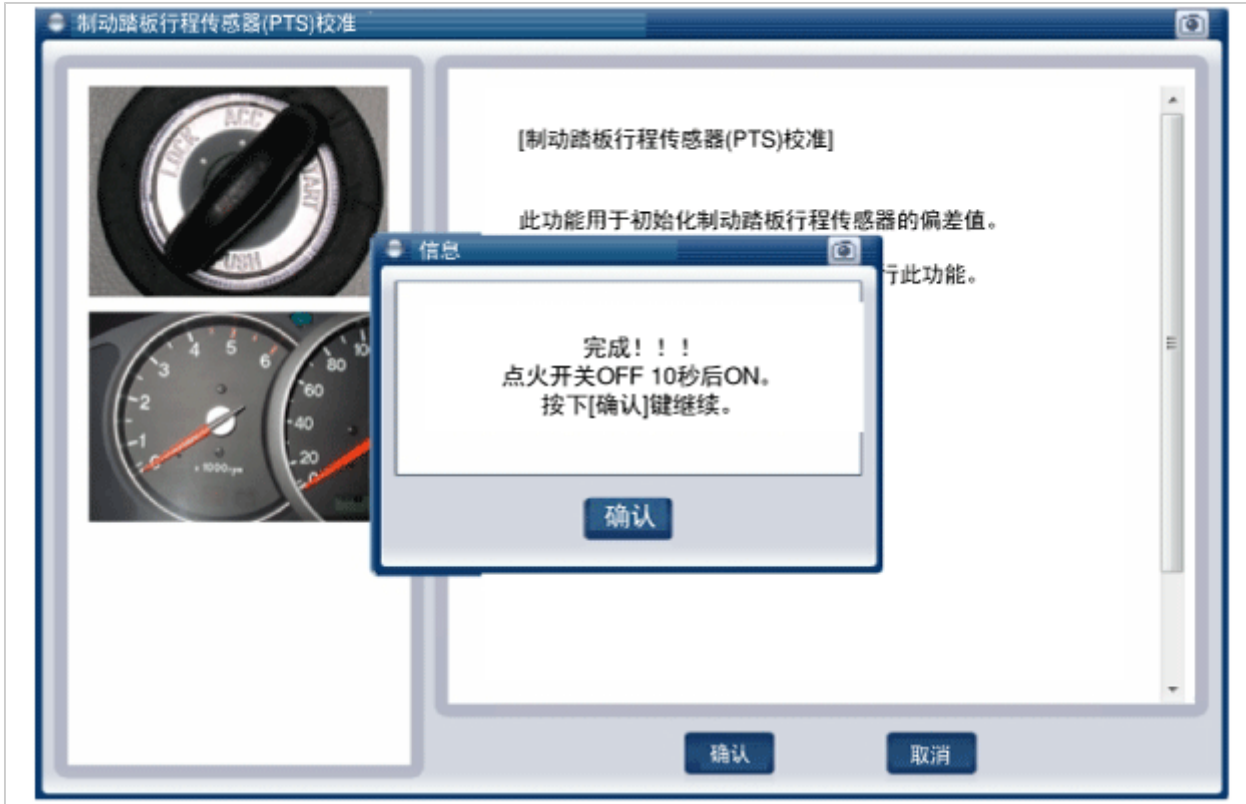 制动踏板行程传感器(PTS)校准
LOCK
ACC
START
PUSH
[制动踏板行程传感器(PTS)校准]
此功能用于初始化制动踏板行程传感器的偏差值。
行此功能。
信息
完成！！！
点火开关OFF 10秒后ON。
按下[确认]键继续。
确认
0 1 2 3 4 5 6
x 1000rpm
0 20 40 60 80 100
确认
取消